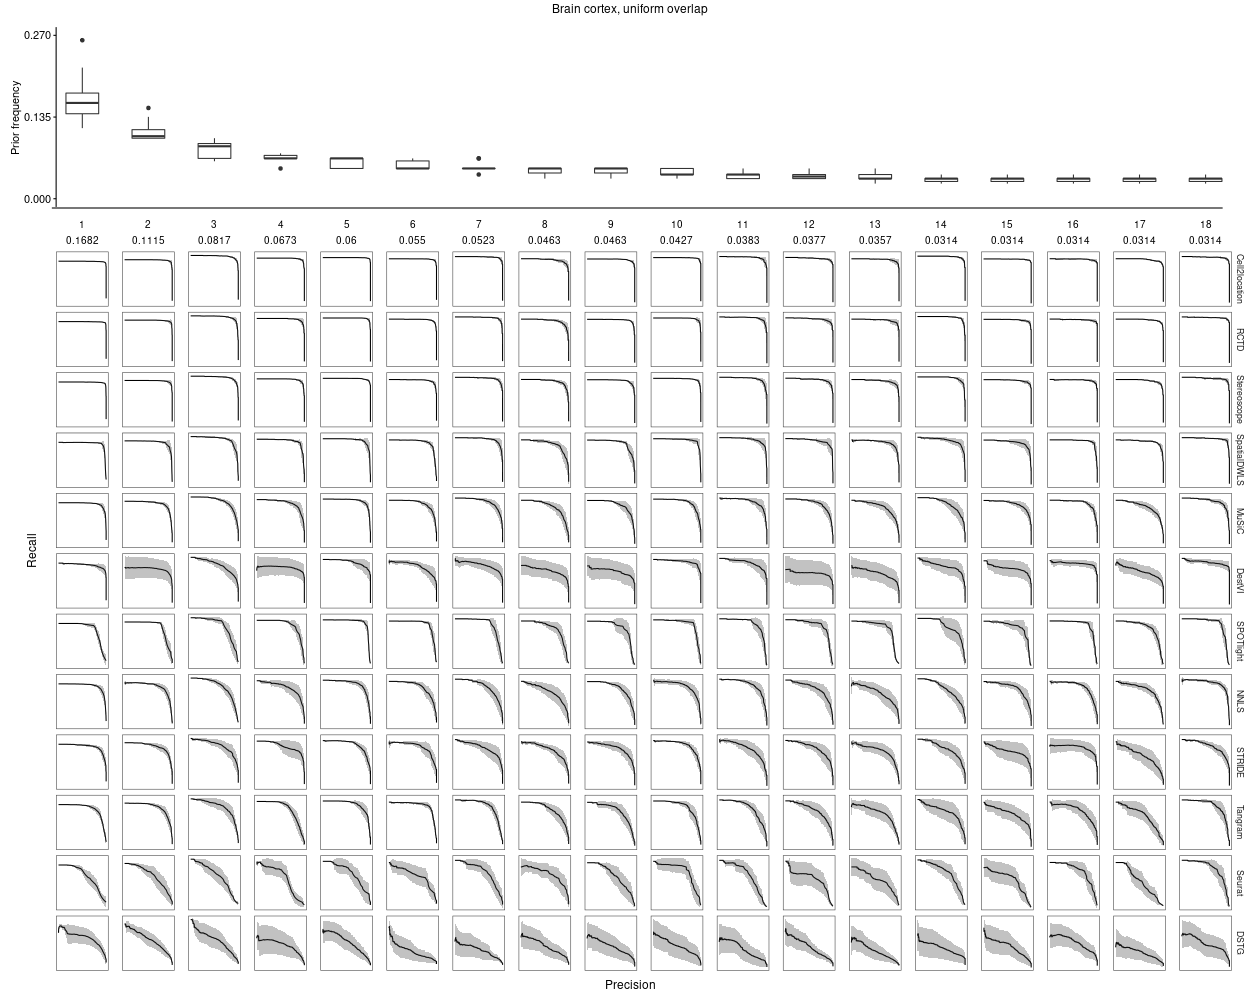 Brain cortex, uniform overlap
Prior frequency
0.270
0.135
0.000
1 2 3 4 5 6 7 8 9 10 11 12 13 14 15 16 17 18
0.1682 0.1115 0.0817 0.0673 0.06 0.055 0.0523 0.0463 0.0463 0.0427 0.0383 0.0377 0.0357 0.0314 0.0314 0.0314 0.0314 0.0314
Cell2location
RCTD
Stereoscope
SpatialDWLS
MuSiC
DestVI
SPOTlight
NNLS
STRIDE
Tangram
Seurat
DSTG
Recall
Precision